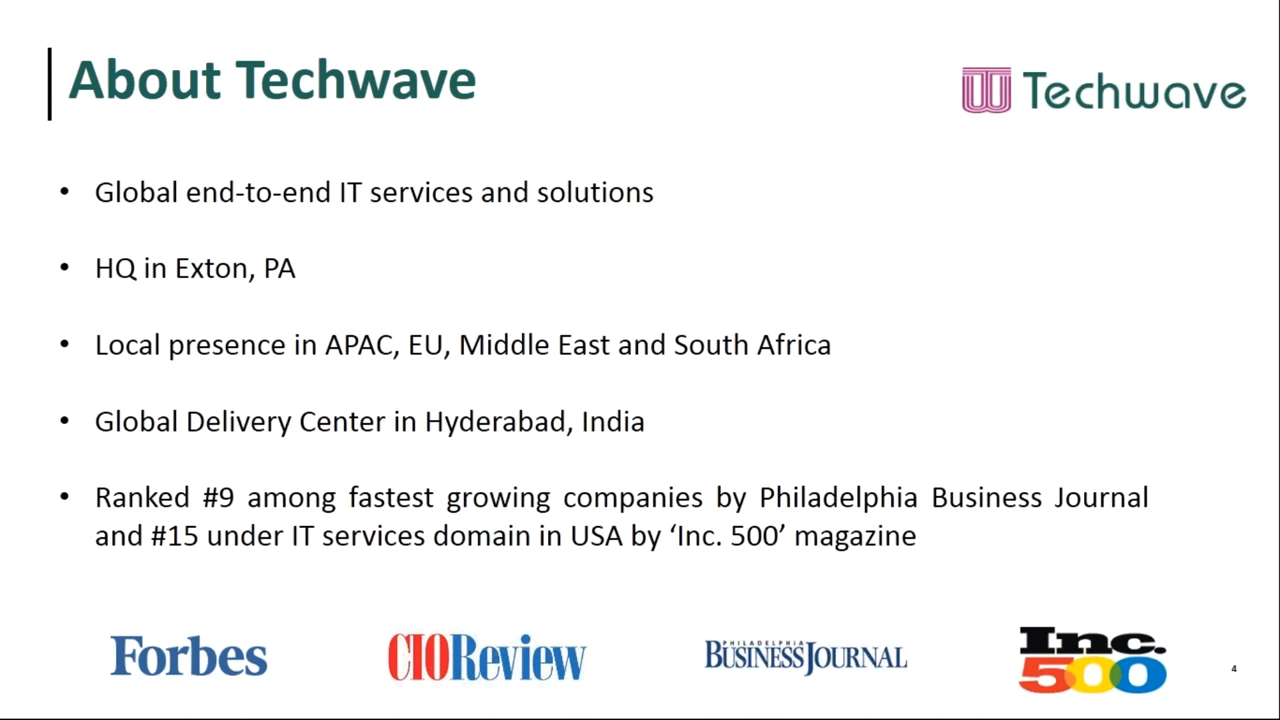 About Techwave
Techwave
• Global end-to-end IT services and solutions
• HQ in Exton, PA
• Local presence in APAC, EU, Middle East and South Africa
• Global Delivery Center in Hyderabad, India
• Ranked #9 among fastest growing companies by Philadelphia Business Journal
and #15 under IT services domain in USA by ‘Inc. 500’ magazine
Forbes
CIOReview
PHILADELPHIA
BUSINESS JOURNAL
Inc.
500
4